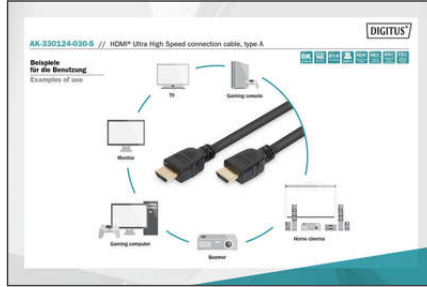 DIGITUS®
AK-330124-030-S // HDMI® Ultra High Speed connection cable, type A
8K
Beispiele
für die Benutzung
Examples of use
TV
Gaming console
Monitor
Gaming computer
Beamer
Home cinema